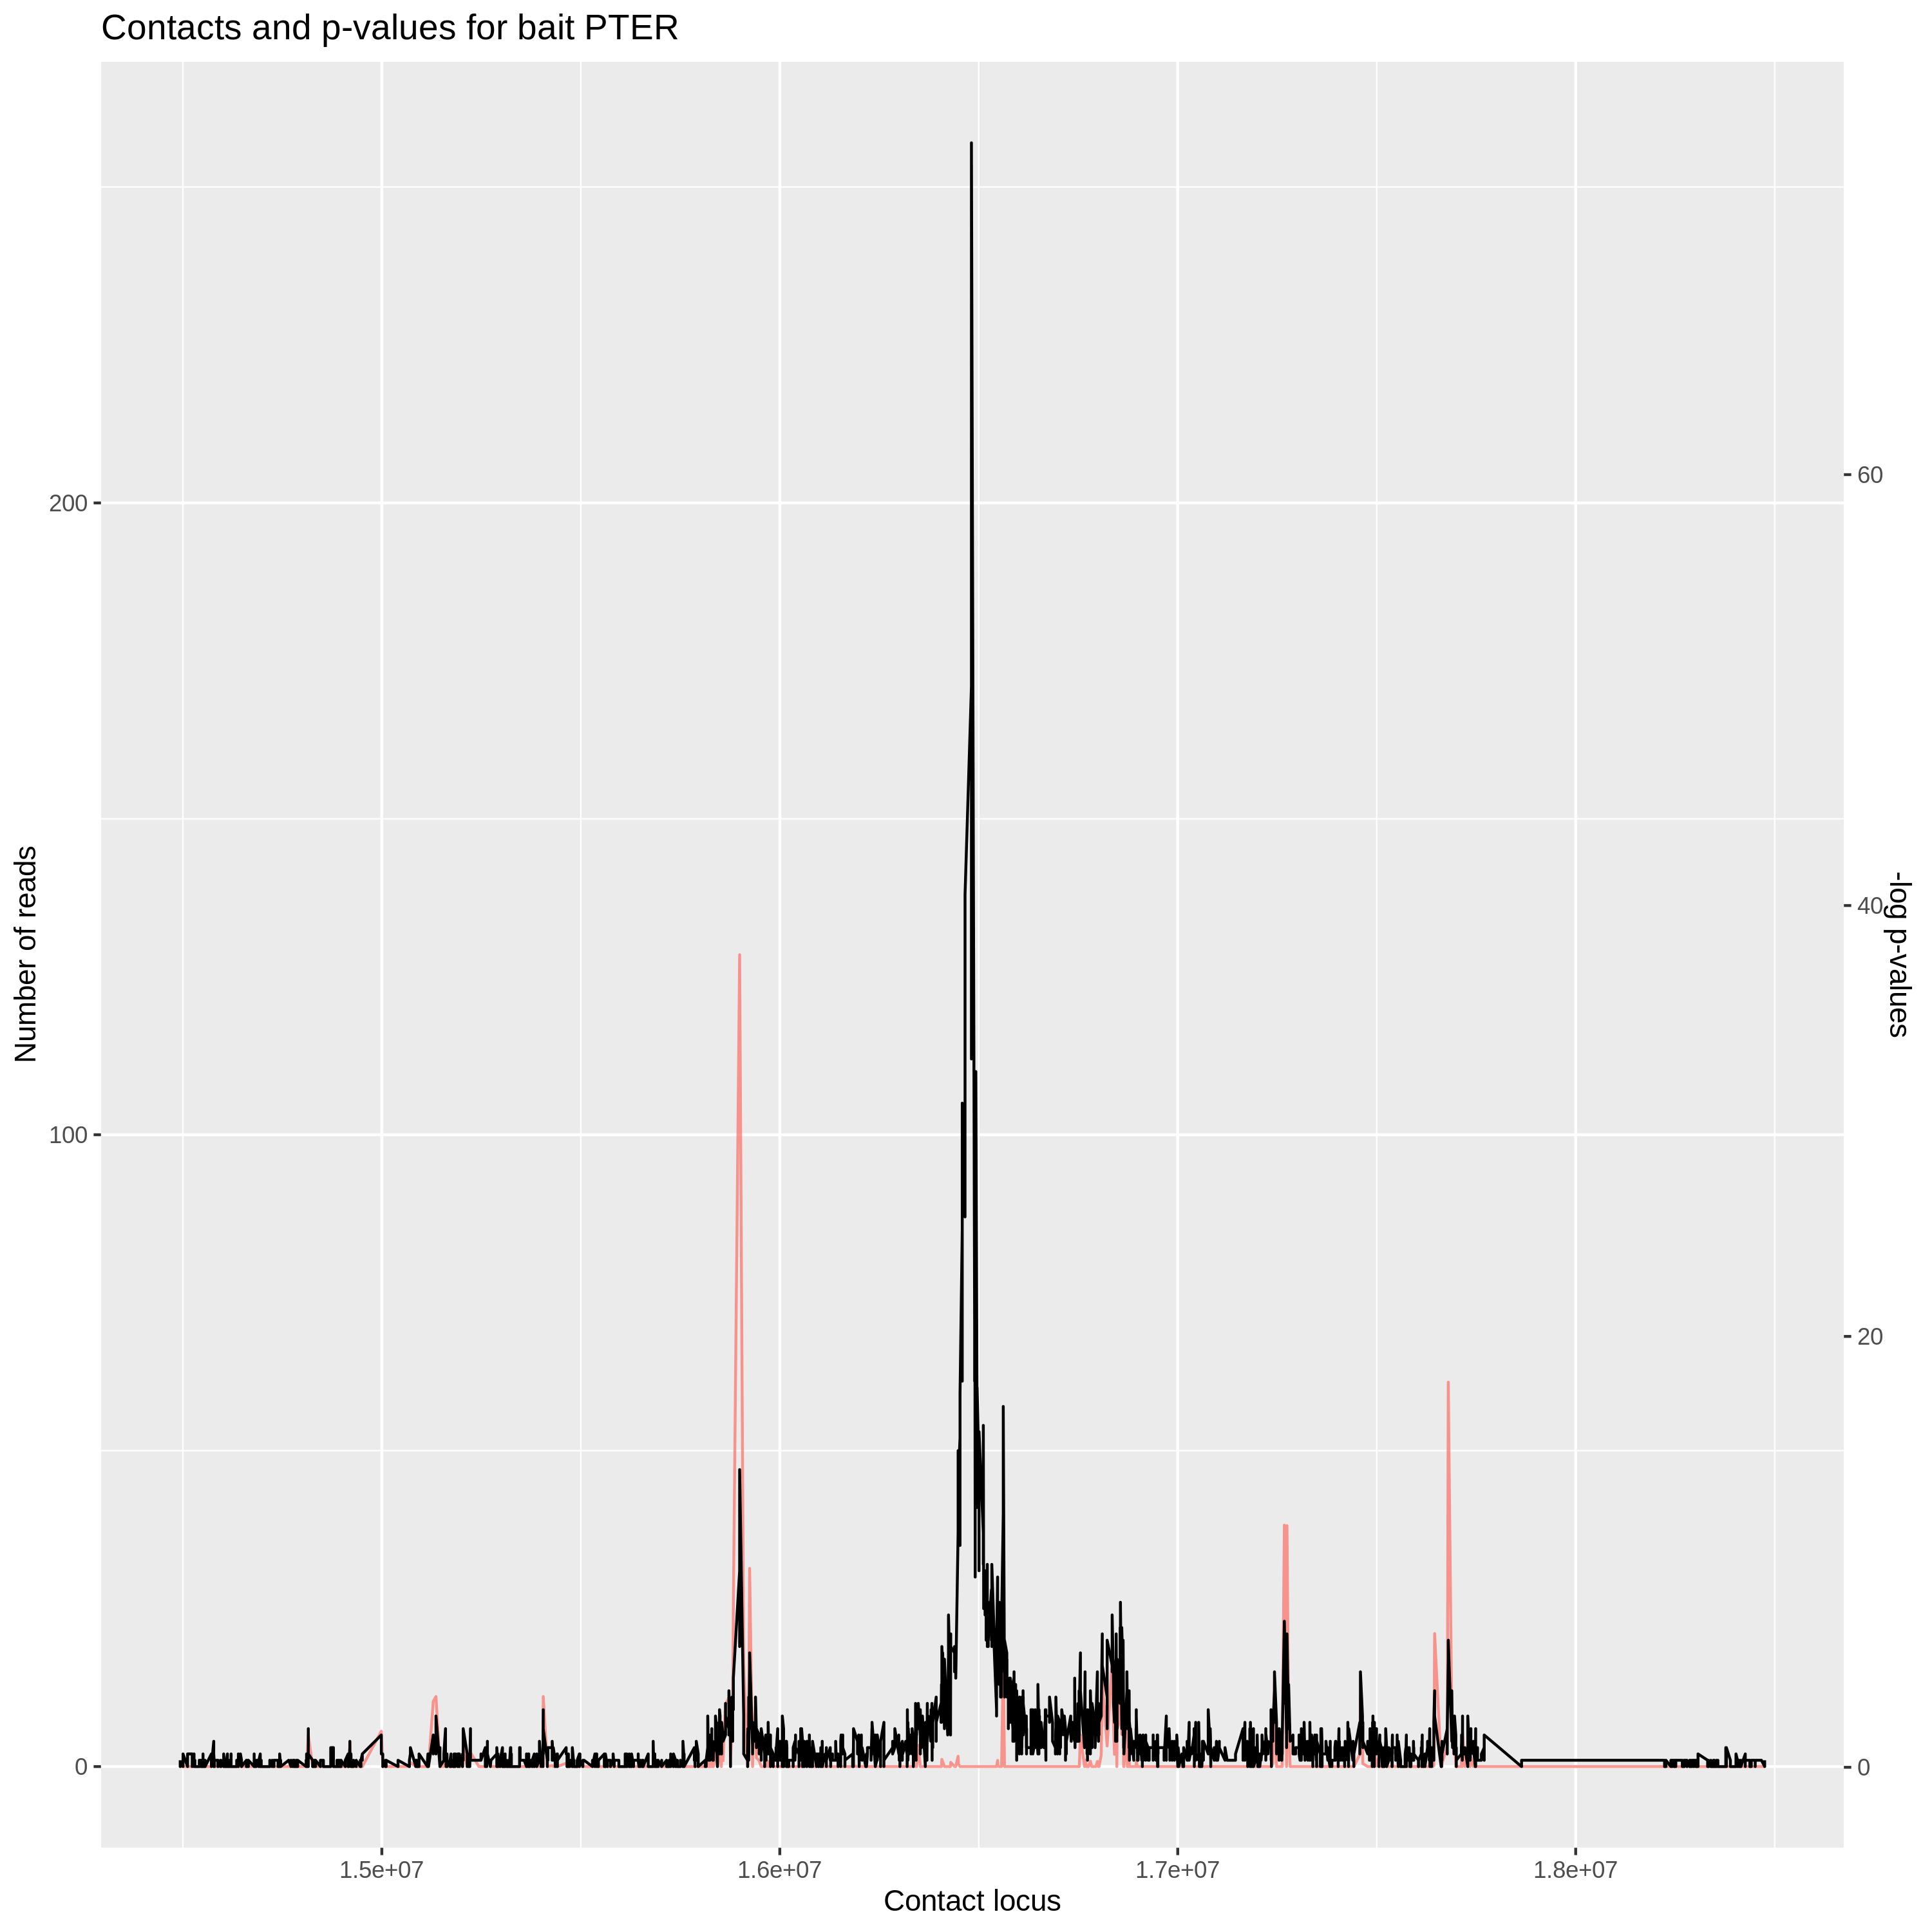 Contacts and p-values for bait PTER
Number of reads
200
100
0
60
40
20
0
-log p-values
1.5e+07
1.6e+07
1.7e+07
1.8e+07
Contact locus